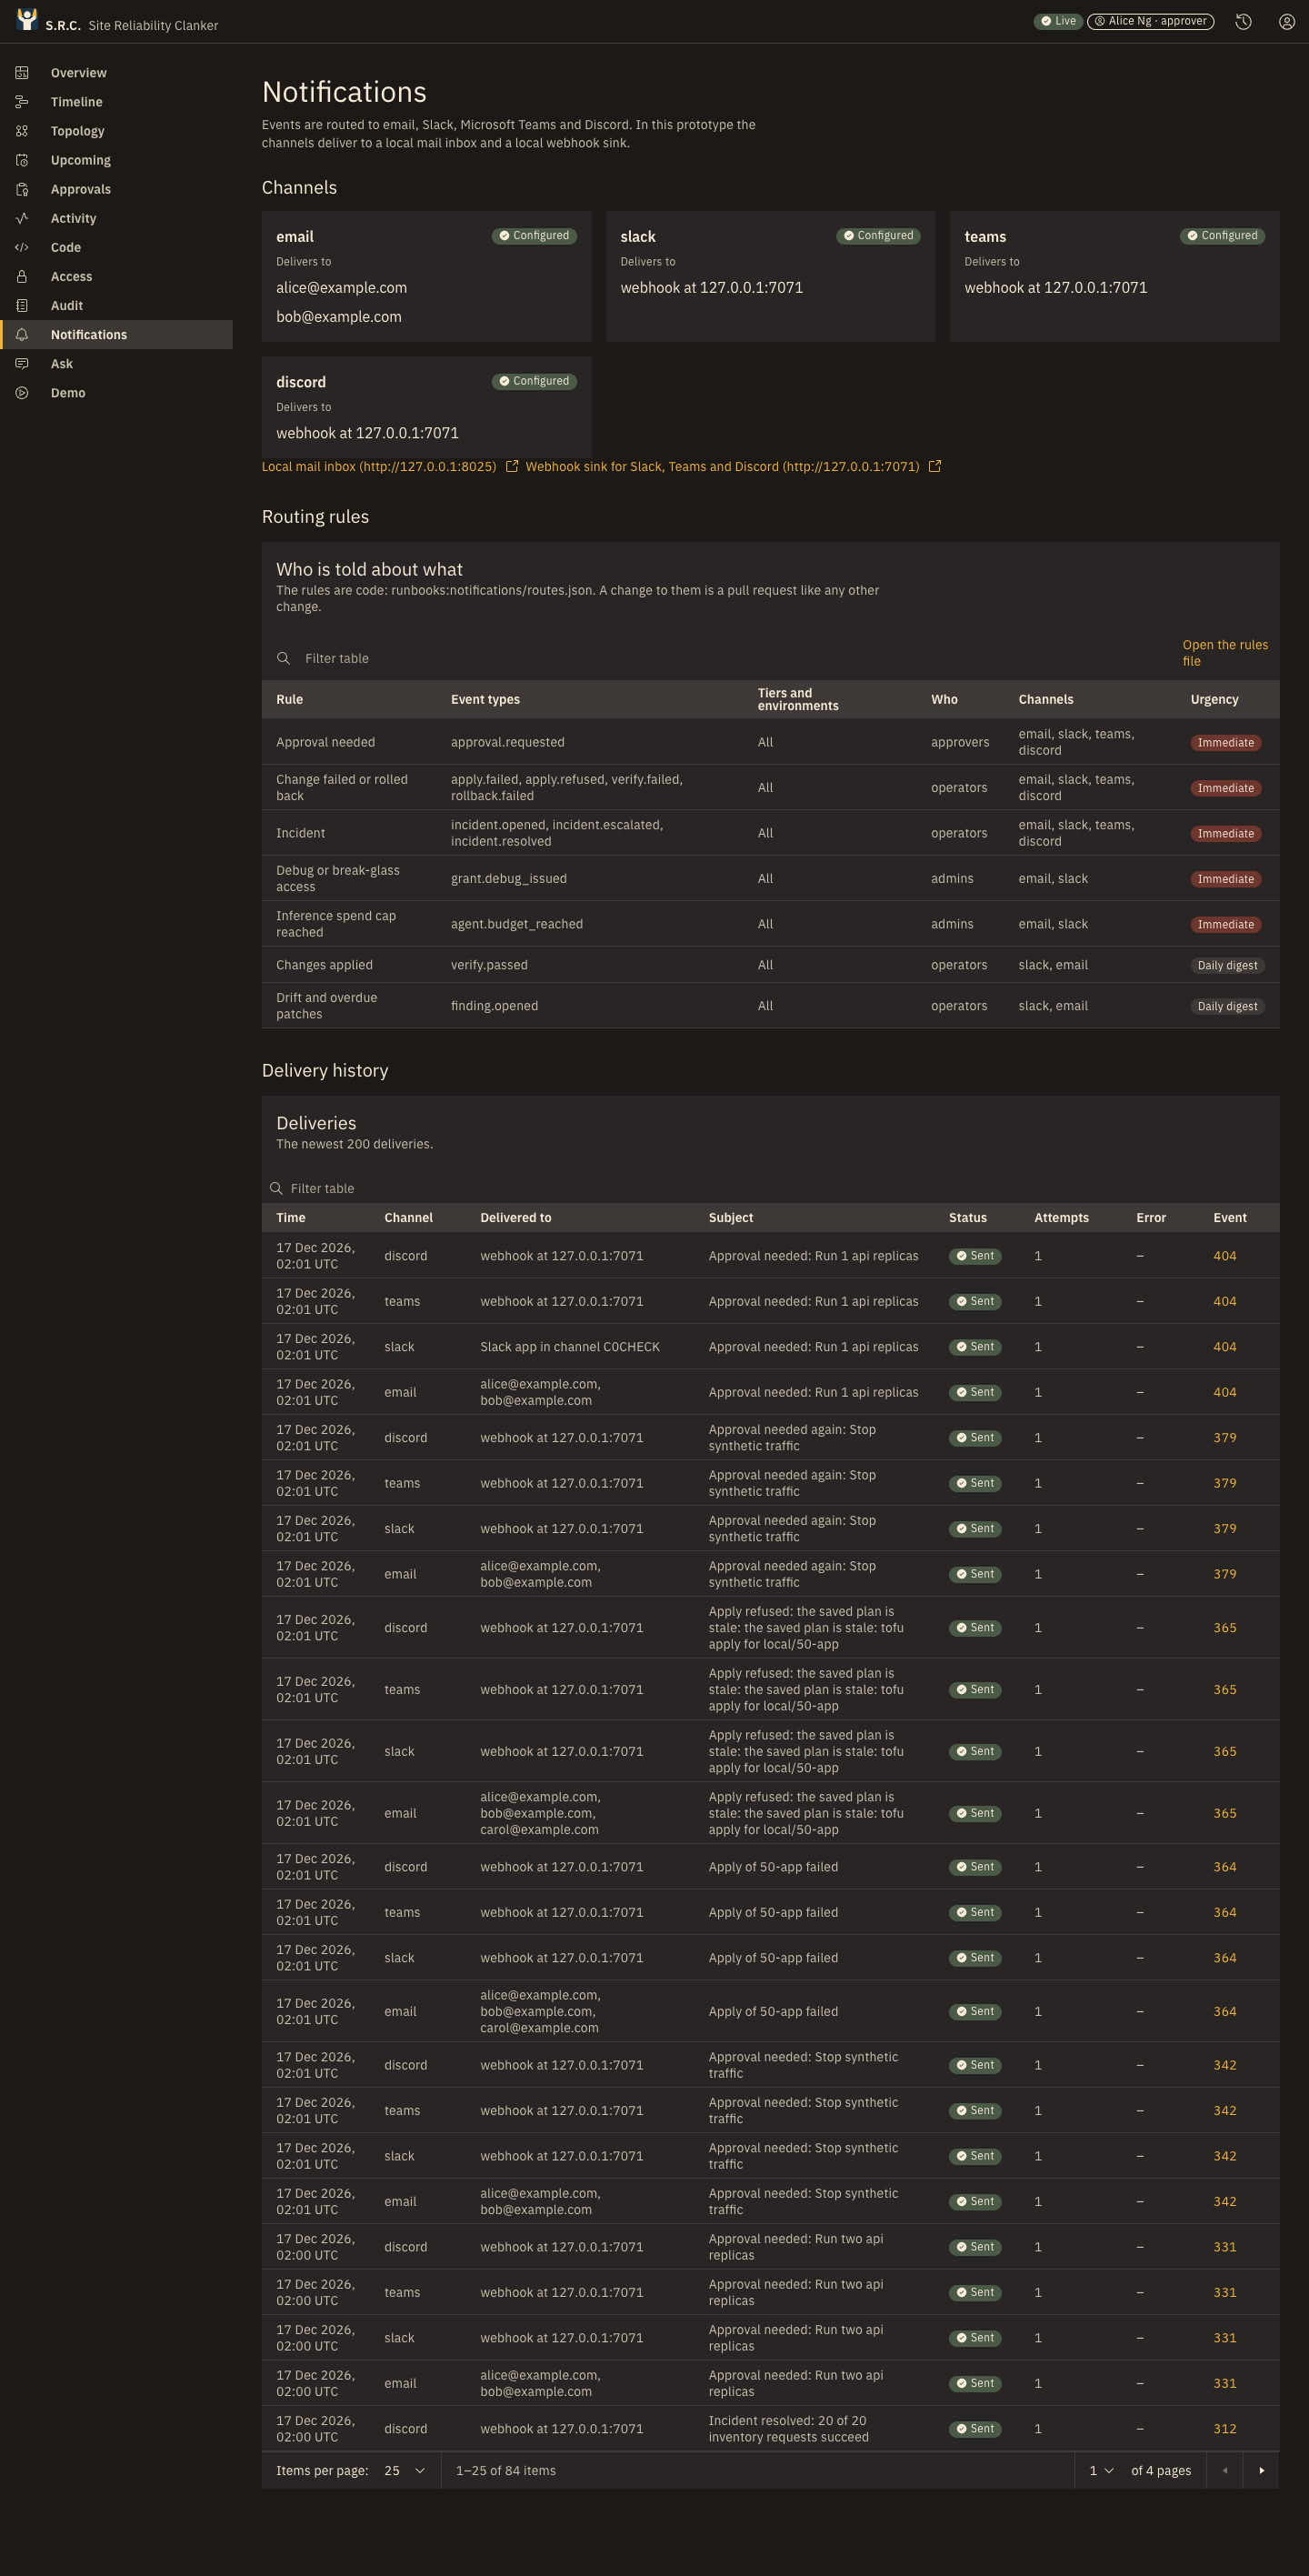 S.R.C. Site Reliability Clanker
Live
Alice Ng · approver
Overview
Timeline
Topology
Upcoming
Approvals
Activity
Code
Access
Audit
Notifications
Ask
Demo
Notifications
Events are routed to email, Slack, Microsoft Teams and Discord. In this prototype the
channels deliver to a local mail inbox and a local webhook sink.
Channels
email Configured
Delivers to
alice@example.com
bob@example.com
slack Configured
Delivers to
webhook at 127.0.0.1:7071
teams Configured
Delivers to
webhook at 127.0.0.1:7071
discord Configured
Delivers to
webhook at 127.0.0.1:7071
Local mail inbox (http://127.0.0.1:8025) Webhook sink for Slack, Teams and Discord (http://127.0.0.1:7071)
Routing rules
Who is told about what
The rules are code: runbooks:notifications/routes.json. A change to them is a pull request like any other
change.
Filter table
Open the rules
file
Rule Event types Tiers and environments Who Channels Urgency
Approval needed approval.requested All approvers email, slack, teams, discord Immediate
Change failed or rolled back apply.failed, apply.refused, verify.failed, rollback.failed All operators email, slack, teams, discord Immediate
Incident incident.opened, incident.escalated, incident.resolved All operators email, slack, teams, discord Immediate
Debug or break-glass access grant.debug_issued All admins email, slack Immediate
Inference spend cap reached agent.budget_reached All admins email, slack Immediate
Changes applied verify.passed All operators slack, email Daily digest
Drift and overdue patches finding.opened All operators slack, email Daily digest
Delivery history
Deliveries
The newest 200 deliveries.
Filter table
Time Channel Delivered to Subject Status Attempts Error Event
17 Dec 2026, 02:01 UTC discord webhook at 127.0.0.1:7071 Approval needed: Run 1 api replicas Sent 1 – 404
17 Dec 2026, 02:01 UTC teams webhook at 127.0.0.1:7071 Approval needed: Run 1 api replicas Sent 1 – 404
17 Dec 2026, 02:01 UTC slack Slack app in channel C0CHECK Approval needed: Run 1 api replicas Sent 1 – 404
17 Dec 2026, 02:01 UTC email alice@example.com, bob@example.com Approval needed: Run 1 api replicas Sent 1 – 404
17 Dec 2026, 02:01 UTC discord webhook at 127.0.0.1:7071 Approval needed again: Stop synthetic traffic Sent 1 – 379
17 Dec 2026, 02:01 UTC teams webhook at 127.0.0.1:7071 Approval needed again: Stop synthetic traffic Sent 1 – 379
17 Dec 2026, 02:01 UTC slack webhook at 127.0.0.1:7071 Approval needed again: Stop synthetic traffic Sent 1 – 379
17 Dec 2026, 02:01 UTC email alice@example.com, bob@example.com Approval needed again: Stop synthetic traffic Sent 1 – 379
17 Dec 2026, 02:01 UTC discord webhook at 127.0.0.1:7071 Apply refused: the saved plan is stale: the saved plan is stale: tofu apply for local/50-app Sent 1 – 365
17 Dec 2026, 02:01 UTC teams webhook at 127.0.0.1:7071 Apply refused: the saved plan is stale: the saved plan is stale: tofu apply for local/50-app Sent 1 – 365
17 Dec 2026, 02:01 UTC slack webhook at 127.0.0.1:7071 Apply refused: the saved plan is stale: the saved plan is stale: tofu apply for local/50-app Sent 1 – 365
17 Dec 2026, 02:01 UTC email alice@example.com, bob@example.com, carol@example.com Apply refused: the saved plan is stale: the saved plan is stale: tofu apply for local/50-app Sent 1 – 365
17 Dec 2026, 02:01 UTC discord webhook at 127.0.0.1:7071 Apply of 50-app failed Sent 1 – 364
17 Dec 2026, 02:01 UTC teams webhook at 127.0.0.1:7071 Apply of 50-app failed Sent 1 – 364
17 Dec 2026, 02:01 UTC slack webhook at 127.0.0.1:7071 Apply of 50-app failed Sent 1 – 364
17 Dec 2026, 02:01 UTC email alice@example.com, bob@example.com, carol@example.com Apply of 50-app failed Sent 1 – 364
17 Dec 2026, 02:01 UTC discord webhook at 127.0.0.1:7071 Approval needed: Stop synthetic traffic Sent 1 – 342
17 Dec 2026, 02:01 UTC teams webhook at 127.0.0.1:7071 Approval needed: Stop synthetic traffic Sent 1 – 342
17 Dec 2026, 02:01 UTC slack webhook at 127.0.0.1:7071 Approval needed: Stop synthetic traffic Sent 1 – 342
17 Dec 2026, 02:01 UTC email alice@example.com, bob@example.com Approval needed: Stop synthetic traffic Sent 1 – 342
17 Dec 2026, 02:00 UTC discord webhook at 127.0.0.1:7071 Approval needed: Run two api replicas Sent 1 – 331
17 Dec 2026, 02:00 UTC teams webhook at 127.0.0.1:7071 Approval needed: Run two api replicas Sent 1 – 331
17 Dec 2026, 02:00 UTC slack webhook at 127.0.0.1:7071 Approval needed: Run two api replicas Sent 1 – 331
17 Dec 2026, 02:00 UTC email alice@example.com, bob@example.com Approval needed: Run two api replicas Sent 1 – 331
17 Dec 2026, 02:00 UTC discord webhook at 127.0.0.1:7071 Incident resolved: 20 of 20 inventory requests succeed Sent 1 – 312
Items per page: 25 1–25 of 84 items 1 of 4 pages